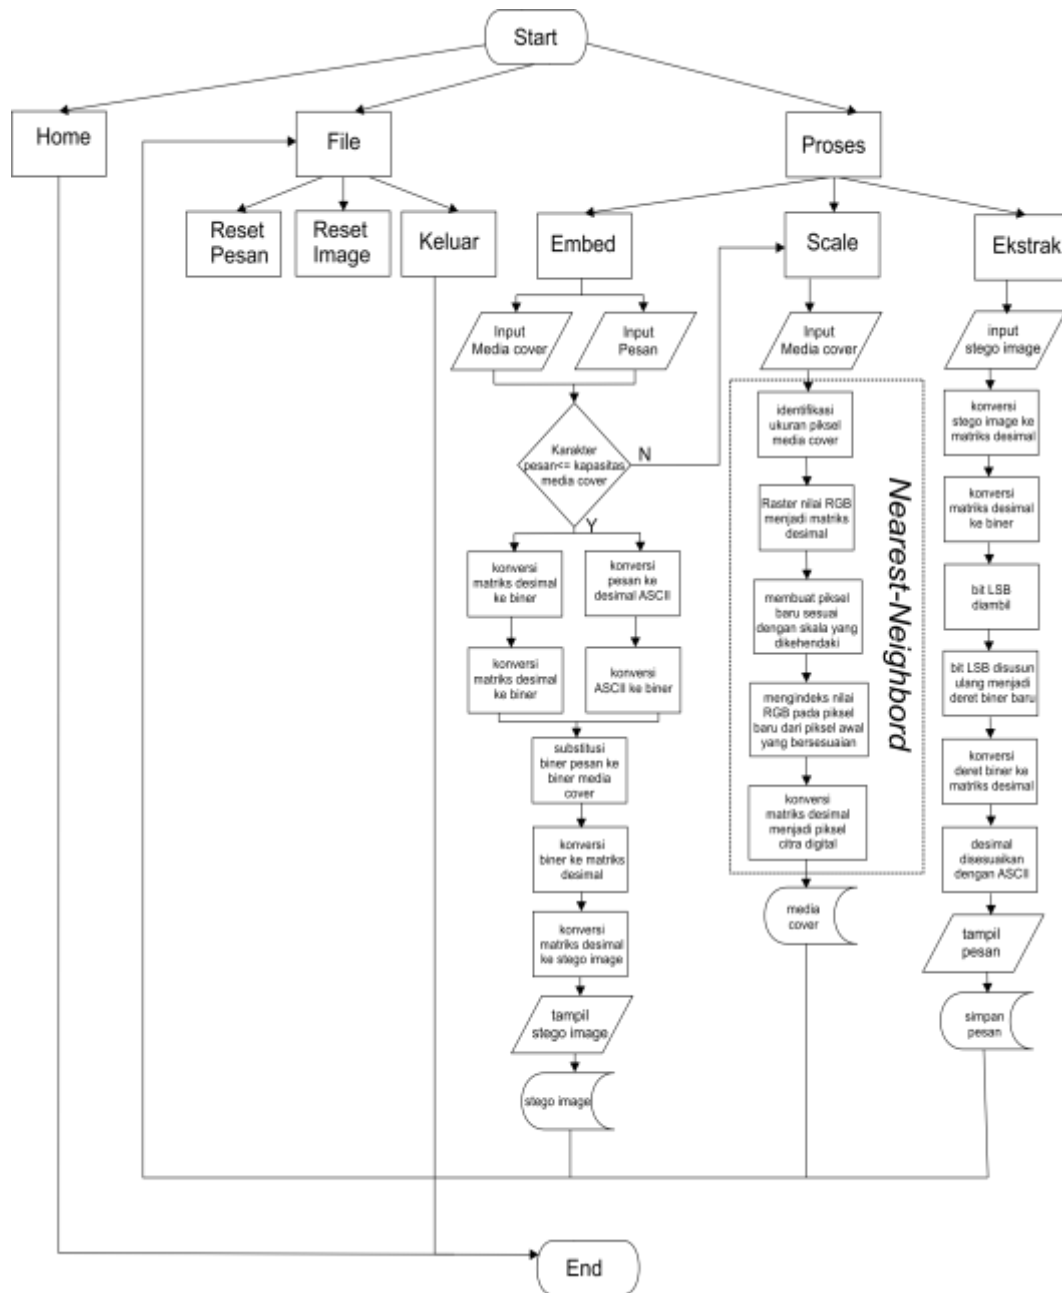 Start
Home
File
Proses
Reset
Pesan
Reset
Image
Keluar
Embed
Scale
Ekstrak
Input
Media cover
Input
Pesan
Input
Media cover
input
stego image
Karakter
pesan<= kapasitas
media cover
N
Y
konversi
matriks desimal
ke biner
konversi
pesan ke
desimal ASCII
konversi
matriks desimal
ke biner
konversi
ASCII ke biner
substitusi
biner pesan ke
biner media
cover
konversi
biner ke matriks
desimal
konversi
matriks desimal
ke stego image
tampil
stego image
stego image
identifikasi
ukuran piksel
media cover
Raster nilai RGB
menjadi matriks
desimal
membuat piksel
baru sesuai
dengan skala yang
dikehendaki
mengindeks nilai
RGB pada piksel
baru dari piksel awal
yang bersesuaian
konversi
matriks desimal
menjadi piksel
citra digital
Nearest-Neighbord
media
cover
konversi
stego image ke
matriks desimal
konversi
matriks desimal
ke biner
bit LSB
diambil
bit LSB disusun
ulang menjadi
deret biner baru
konversi
deret biner ke
matriks desimal
desimal
disesuaikan
dengan ASCII
tampil
pesan
simpan
pesan
End